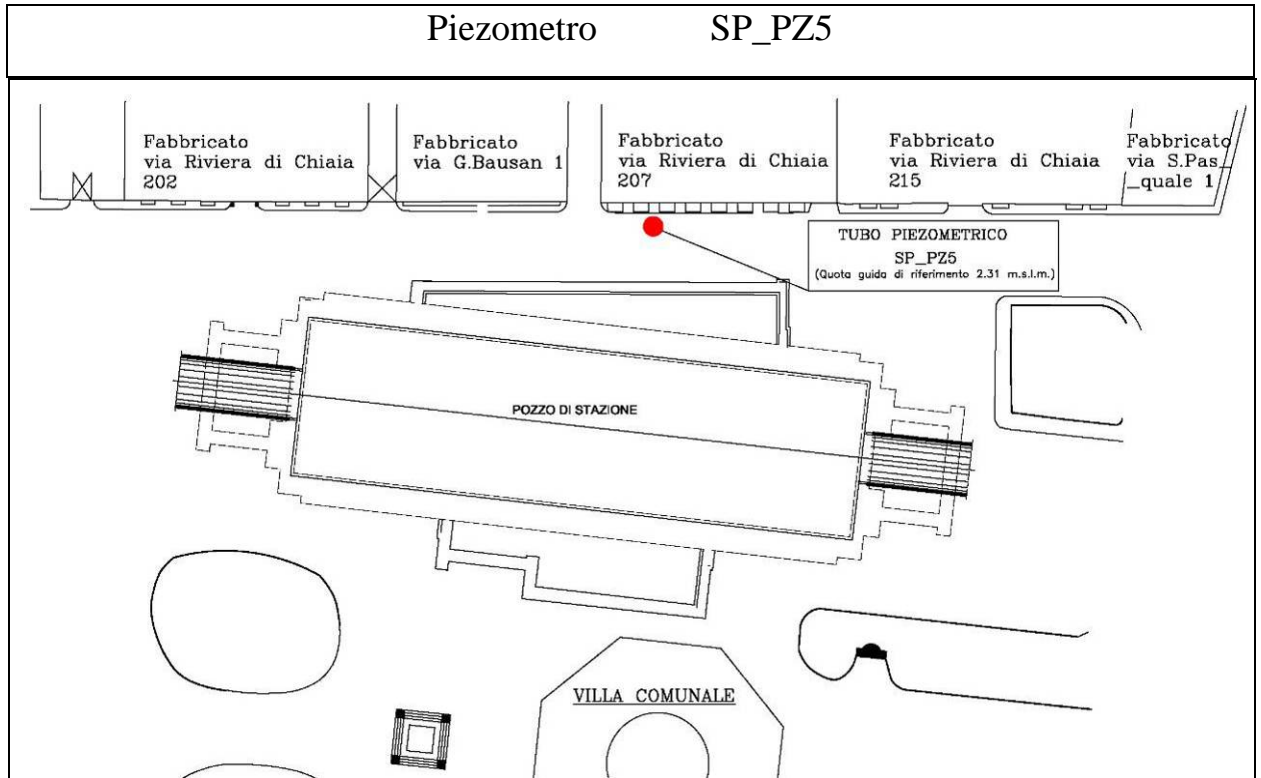 Piezometro SP_PZ5
Fabbricato
via Riviera di Chiaia
202
Fabbricato
via G.Bausan 1
Fabbricato
via Riviera di Chiaia
207
Fabbricato
via Riviera di Chiaia
215
Fabbricato
via S.Pas_
_quale 1
TUBO PIEZOMETRICO
SP_PZ5
(Quota guida di riferimento 2.31 m.s.l.m.)
POZZO DI STAZIONE
VILLA COMUNALE